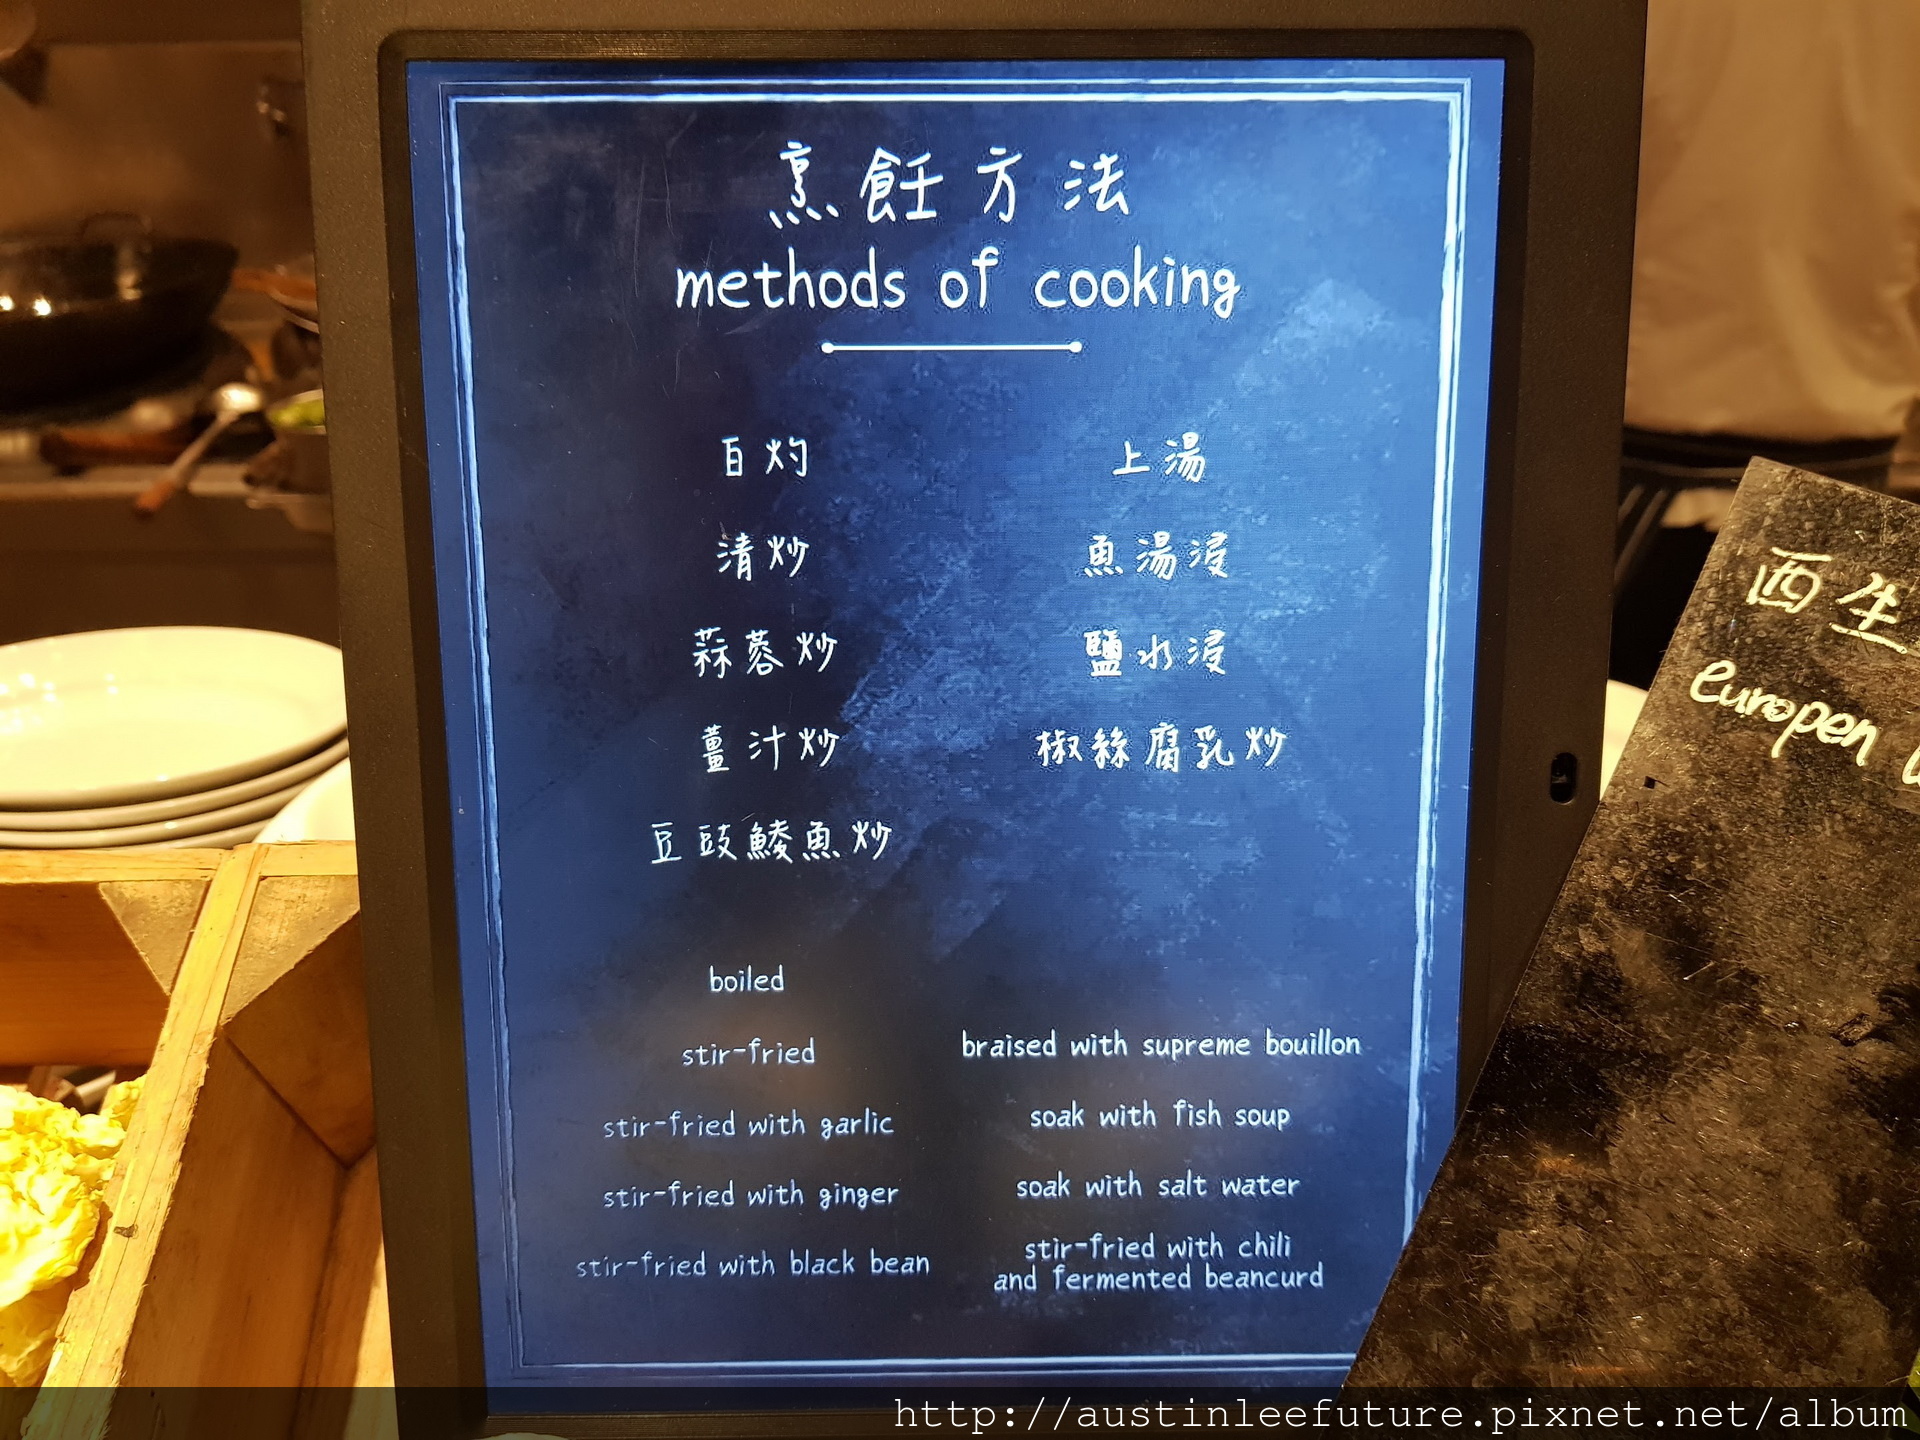 烹飪方法
methods of cooking
白灼
清炒
蒜蓉炒
薑汁炒
豆豉鯪魚炒
上湯
魚湯浸
鹽水浸
椒絲腐乳炒
boiled
stir-fried
stir-fried with garlic
stir-fried with ginger
stir-fried with black bean
braised with supreme bouillon
soak with fish soup
soak with salt water
stir-fried with chili
and fermented beancurd
西生
europen
http://austinleefuture.pixnet.net/album